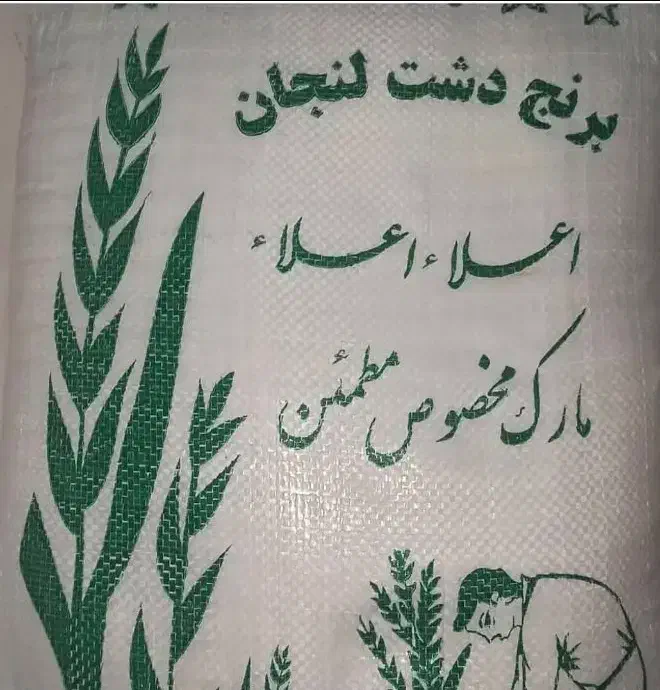 برنج دشت لنجان
اعلاء اعلاء
مارک مخصوص مطمئن